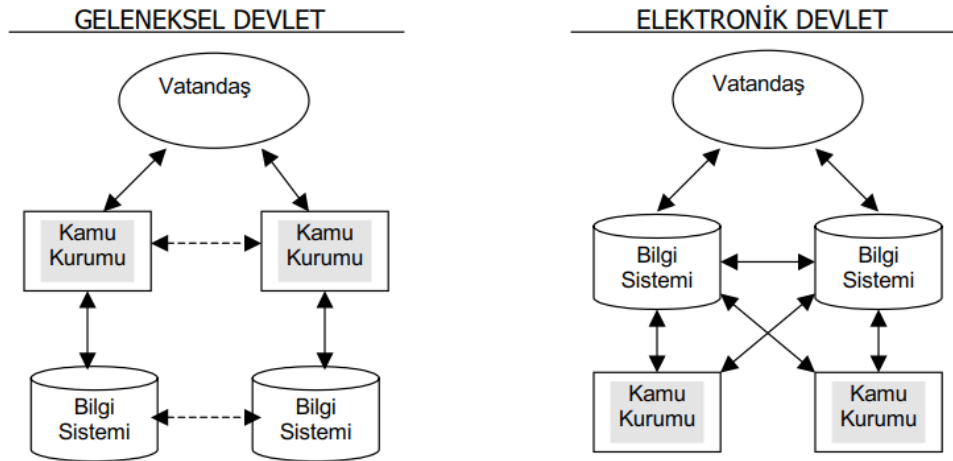 GELENEKSEL DEVLET
Vatandaş
Kamu
Kurumu
Kamu
Kurumu
Bilgi
Sistemi
Bilgi
Sistemi
ELEKTRONİK DEVLET
Vatandaş
Bilgi
Sistemi
Bilgi
Sistemi
Kamu
Kurumu
Kamu
Kurumu